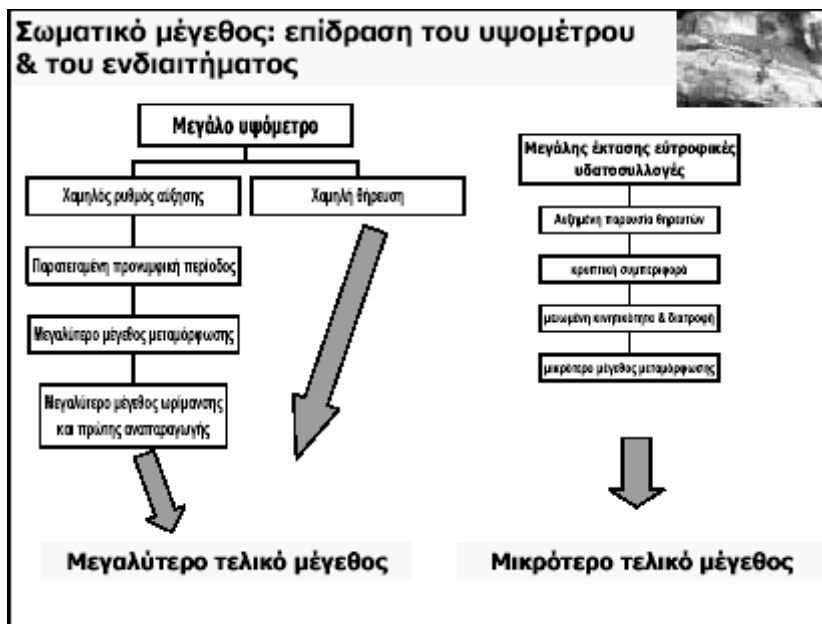 Σωματικό μέγεθος: επίδραση του υψομέτρου
& του ενδιαιτήματος
Μεγάλο υψόμετρο
Χαμηλός ρυθμός αύξησης
Χαμηλή θήρευση
Παρατεταμένη προνυμφική περίοδος
Μεγαλύτερο μέγεθος μεταμόρφωσης
Μεγαλύτερο μέγεθος ωρίμανσης
και πρώτης αναπαραγωγής
Μεγαλύτερο τελικό μέγεθος
Μεγάλης έκτασης εύτροφικές
υδατοσυλλογές
Αυξημένη παρουσία θηρευτών
κρυπτική συμπεριφορά
μειωμένη κινητικότητα & διατροφή
μικρότερο μέγεθος μεταμόρφωσης
Μικρότερο τελικό μέγεθος